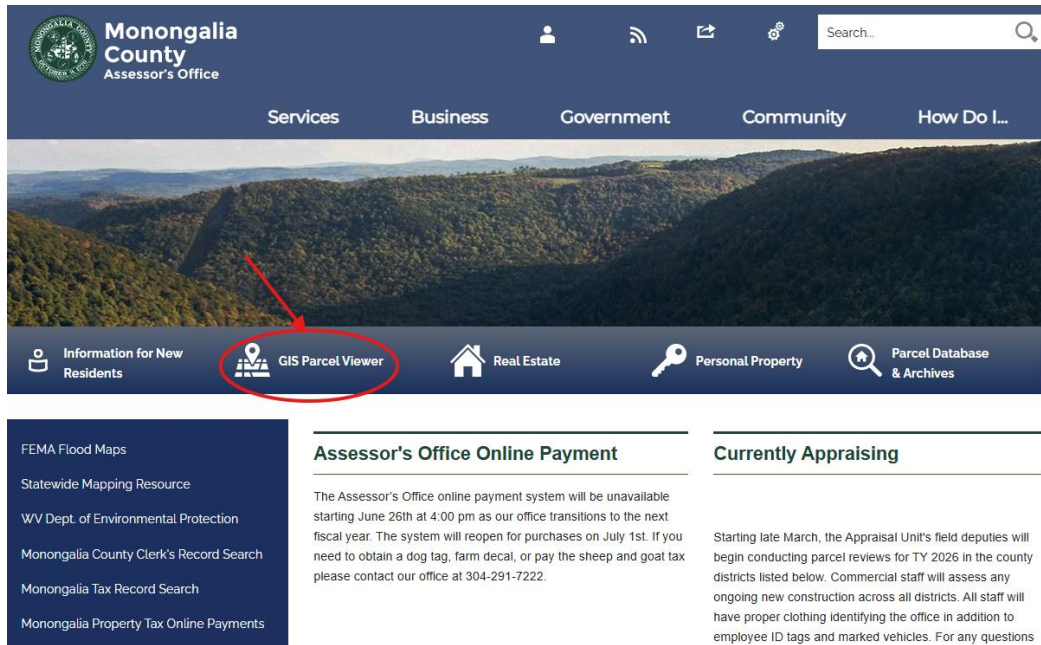 Monongalia
County
Assessor's Office
Search...
Services
Business
Government
Community
How Do I...
Information for New
Residents
GIS Parcel Viewer
Real Estate
Personal Property
Parcel Database
& Archives
FEMA Flood Maps
Statewide Mapping Resource
WV Dept. of Environmental Protection
Monongalia County Clerk's Record Search
Monongalia Tax Record Search
Monongalia Property Tax Online Payments
Assessor's Office Online Payment
The Assessor's Office online payment system will be unavailable
starting June 26th at 4:00 pm as our office transitions to the next
fiscal year. The system will reopen for purchases on July 1st. If you
need to obtain a dog tag, farm decal, or pay the sheep and goat tax
please contact our office at 304-291-7222.
Currently Appraising
Starting late March, the Appraisal Unit's field deputies will
begin conducting parcel reviews for TY 2026 in the county
districts listed below. Commercial staff will assess any
ongoing new construction across all districts. All staff will
have proper clothing identifying the office in addition to
employee ID tags and marked vehicles. For any questions